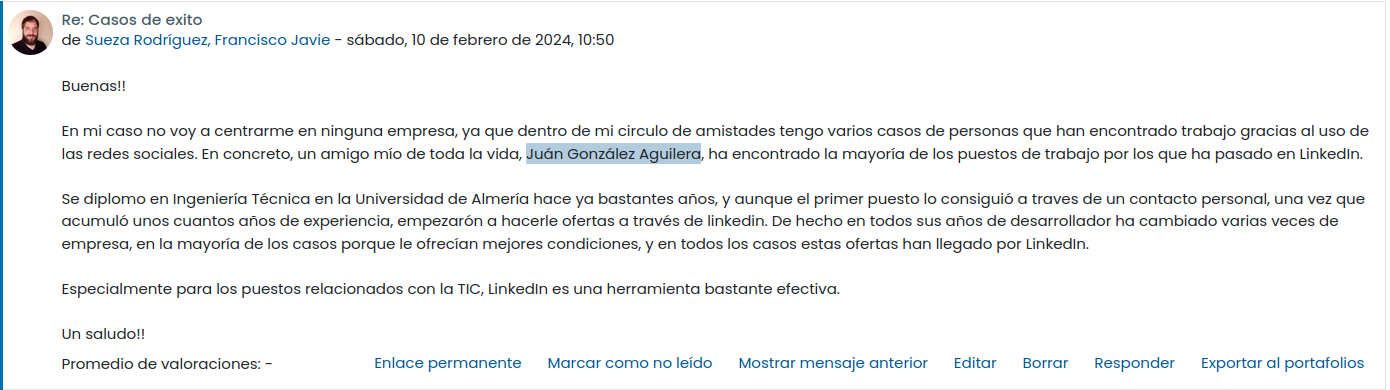 Re: Casos de exito
de Sueza Rodríguez, Francisco Javie - sábado, 10 de febrero de 2024, 10:50
Buenas!!
En mi caso no voy a centrarme en ninguna empresa, ya que dentro de mi circulo de amistades tengo varios casos de personas que han encontrado trabajo gracias al uso de
las redes sociales. En concreto, un amigo mío de toda la vida, Juán González Aguilera, ha encontrado la mayoría de los puestos de trabajo por los que ha pasado en LinkedIn.
Se diplomo en Ingeniería Técnica en la Universidad de Almería hace ya bastantes años, y aunque el primer puesto lo consiguió a traves de un contacto personal, una vez que
acumuló unos cuantos años de experiencia, empezarón a hacerle ofertas a través de linkedin. De hecho en todos sus años de desarrollador ha cambiado varias veces de
empresa, en la mayoría de los casos porque le ofrecían mejores condiciones, y en todos los casos estas ofertas han llegado por LinkedIn.
Especialmente para los puestos relacionados con la TIC, LinkedIn es una herramienta bastante efectiva.
Un saludo!!
Promedio de valoraciones: - Enlace permanente Marcar como no leído Mostrar mensaje anterior Editar Borrar Responder Exportar al portafolios